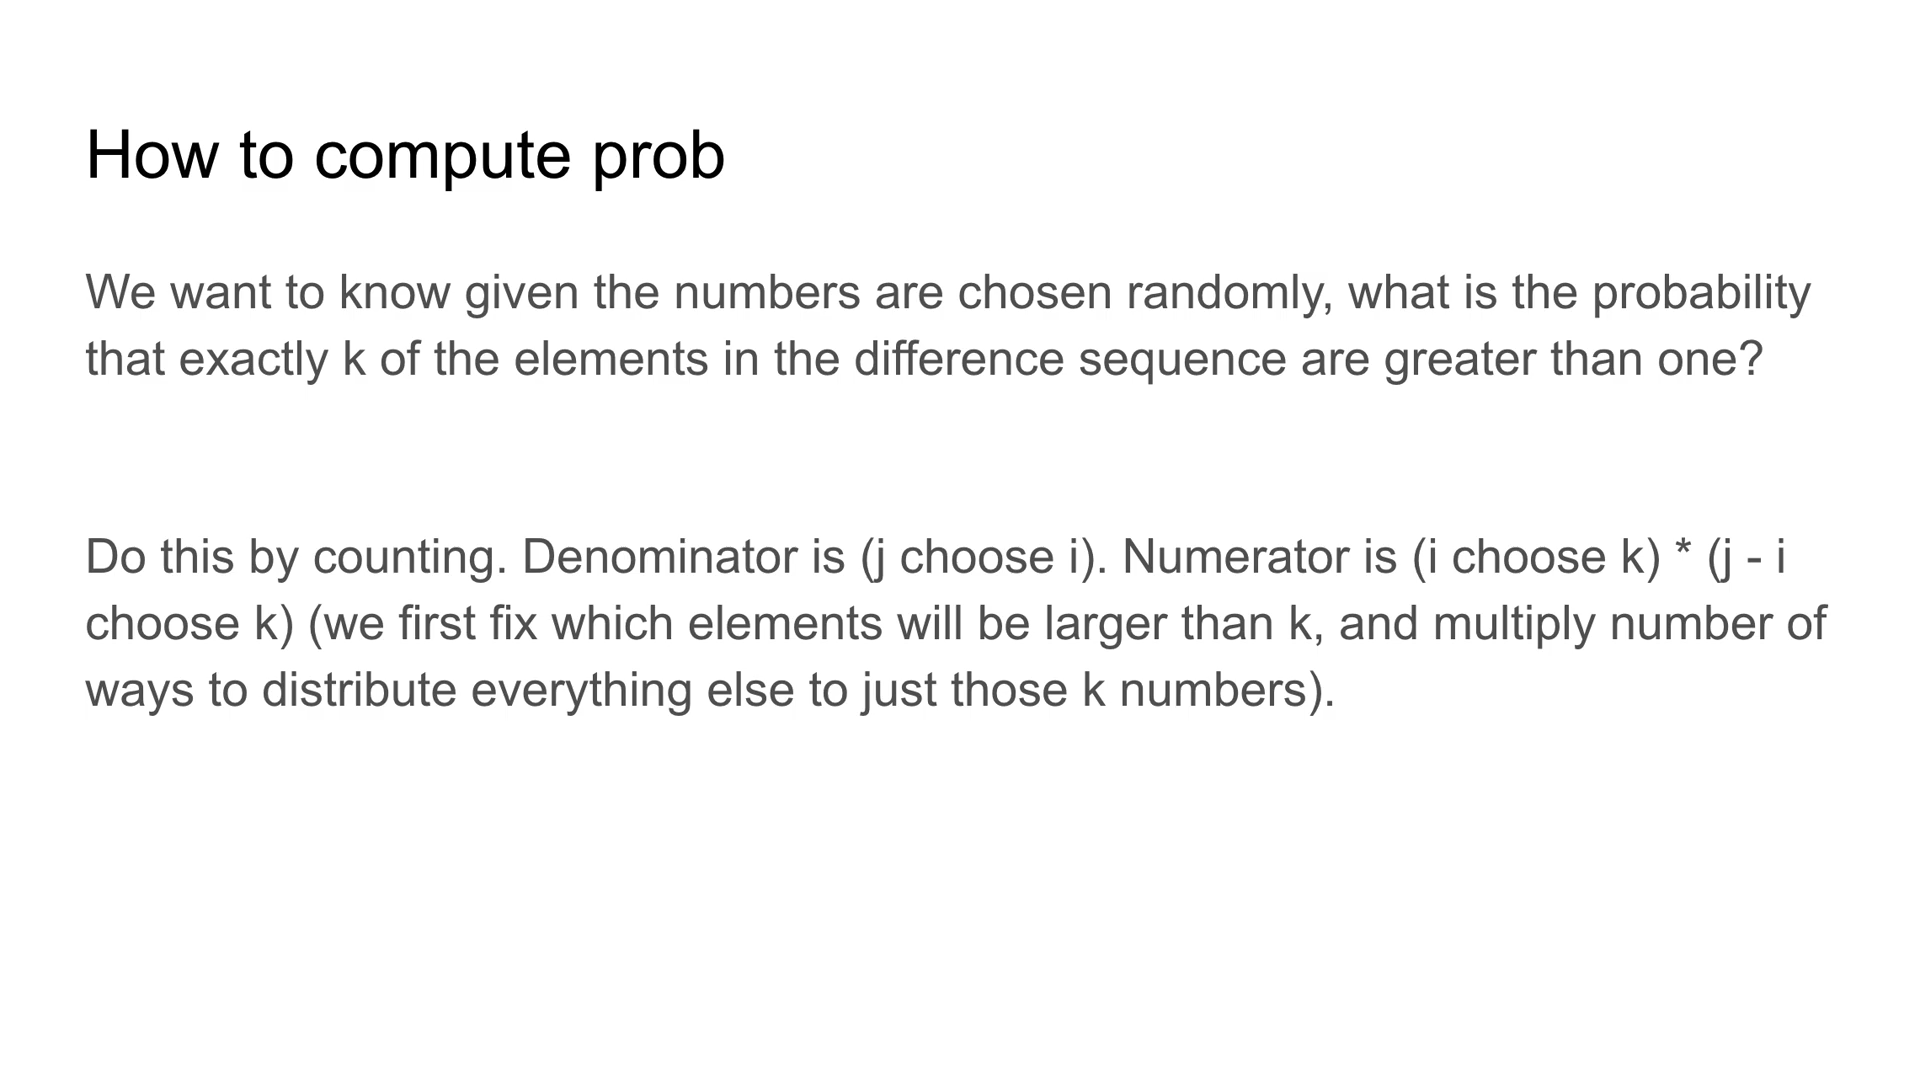 How to compute prob
We want to know given the numbers are chosen randomly, what is the probability
that exactly k of the elements in the difference sequence are greater than one?
Do this by counting. Denominator is (j choose i). Numerator is (i choose k) * (j - i
choose k) (we first fix which elements will be larger than k, and multiply number of
ways to distribute everything else to just those k numbers).